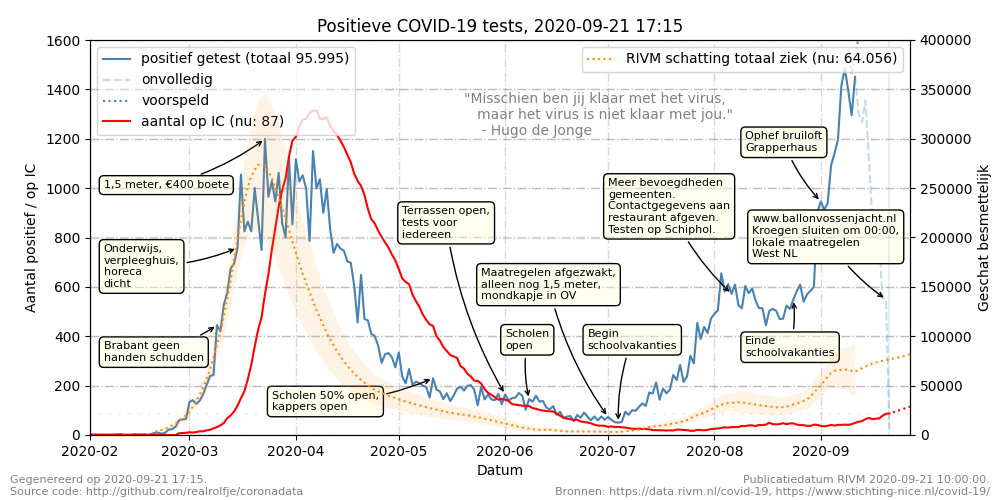 Positieve COVID-19 tests, 2020-09-21 17:15
1600
1400
1200
1000
800
600
400
200
0
Aantal positief / op IC
400000
350000
300000
250000
200000
150000
100000
50000
0
Geschat besmettelijk
positief getest (totaal 95.995)
onvolledig
voorspeld
aantal op IC (nu: 87)
RIVM schatting totaal ziek (nu: 64.056)
"Misschien ben jij klaar met het virus,
maar het virus is niet klaar met jou."
- Hugo de Jonge
1,5 meter, €400 boete
Onderwijs,
verpleeghuis,
horeca
dicht
Brabant geen
handen schudden
Scholen 50% open,
kappers open
Terrassen open,
tests voor
iedereen
Maatregelen afgezwakt,
alleen nog 1,5 meter,
mondkapje in OV
Scholen
open
Begin
schoolvakanties
Meer bevoegdheden
gemeenten.
Contactgegevens aan
restaurant afgeven.
Testen op Schiphol.
Ophef bruiloft
Grapperhaus
www.ballonvossenjacht.nl
Kroegen sluiten om 00:00,
lokale maatregelen
West NL
Einde
schoolvakanties
2020-02
2020-03
2020-04
2020-05
2020-06
2020-07
2020-08
2020-09
Datum
Gegenereerd op 2020-09-21 17:15.
Source code: http://github.com/realrolfje/coronadata
Publicatiedatum RIVM 2020-09-21 10:00:00.
Bronnen: https://data.rivm.nl/covid-19, https://www.stichting-nice.nl/covid-19/